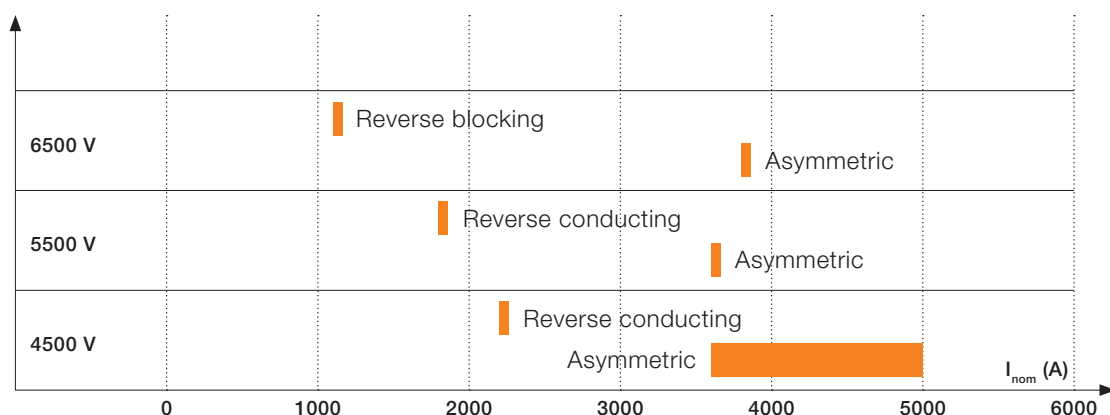 Reverse blocking
6500 V
Asymmetric
Reverse conducting
5500 V
Asymmetric
Reverse conducting
4500 V
Asymmetric
Inom (A)
0 1000 2000 3000 4000 5000 6000